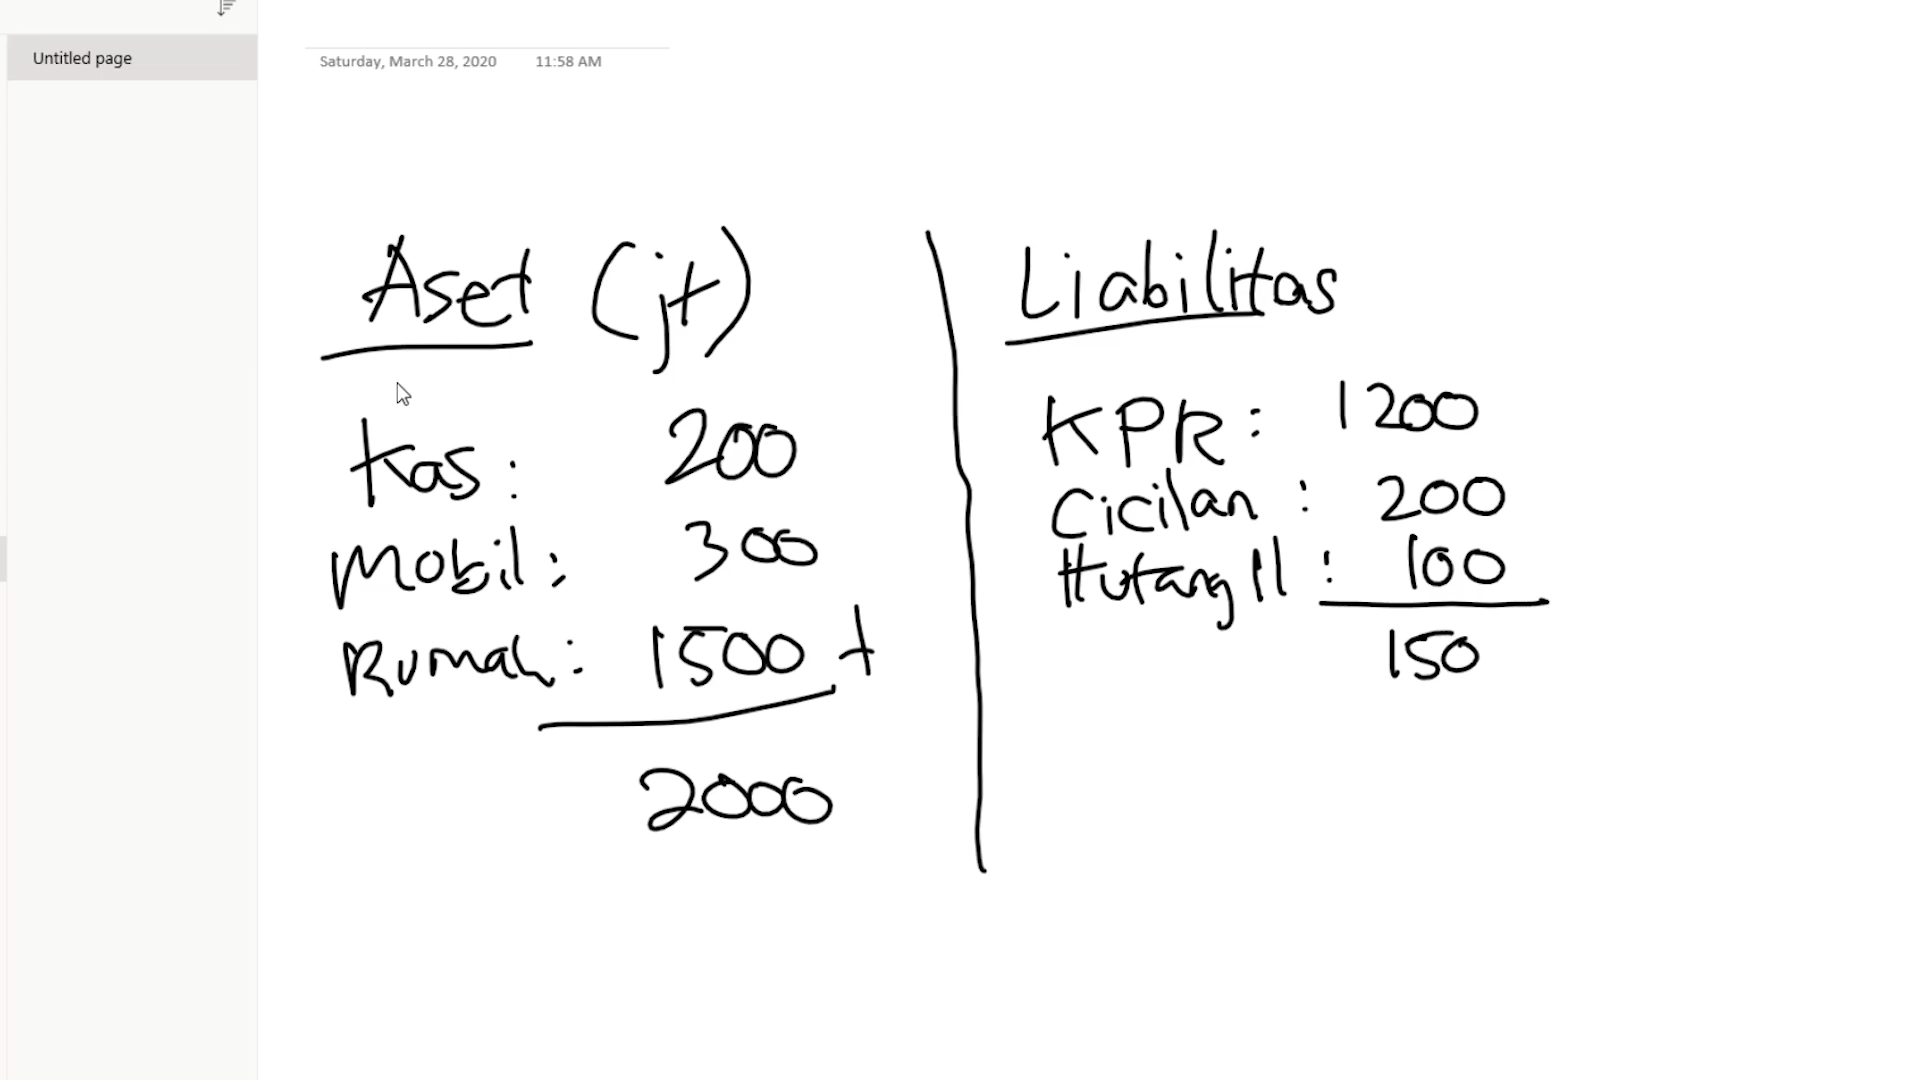 Untitled page
Saturday, March 28, 2020 11:58 AM
Aset (jt)
Kas: 200
Mobil: 300
Rumah: 1500 +
2000
Liabilitas
KPR: 1200
Cicilan: 200
Hutang ll: 100
150